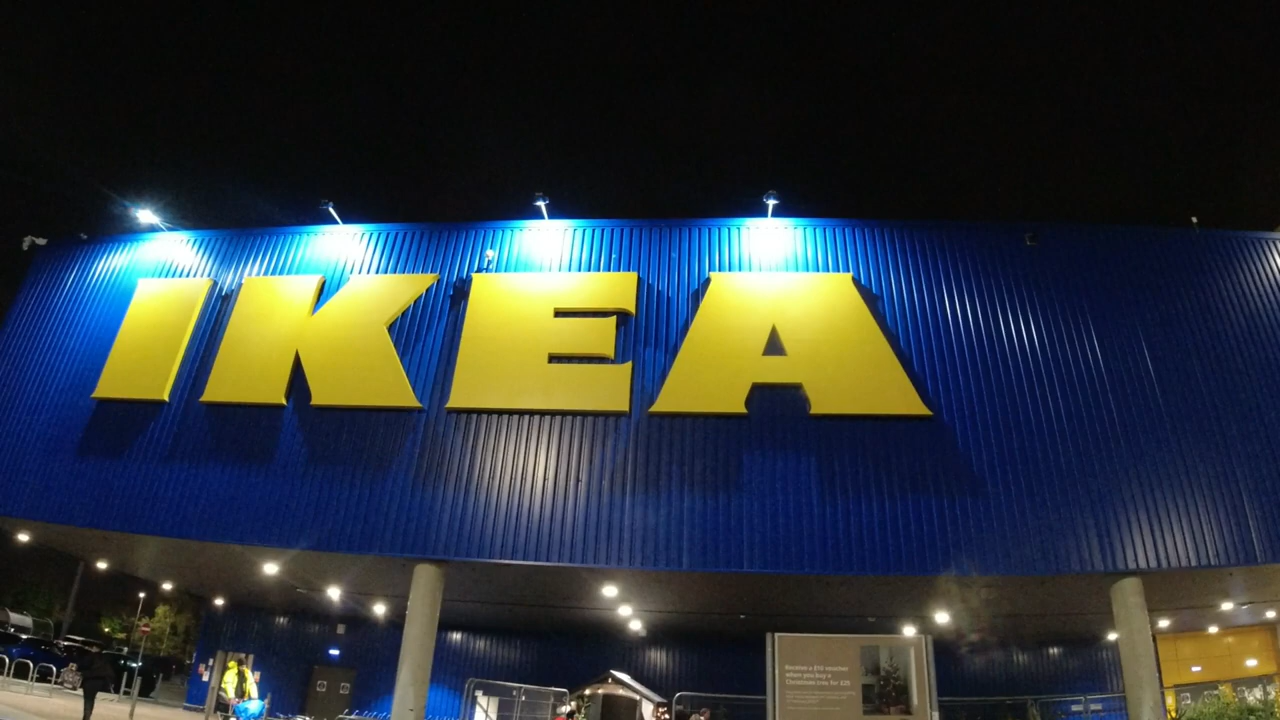 IKEA
Receive a £10 voucher
when you buy a
Christmas tree for £25